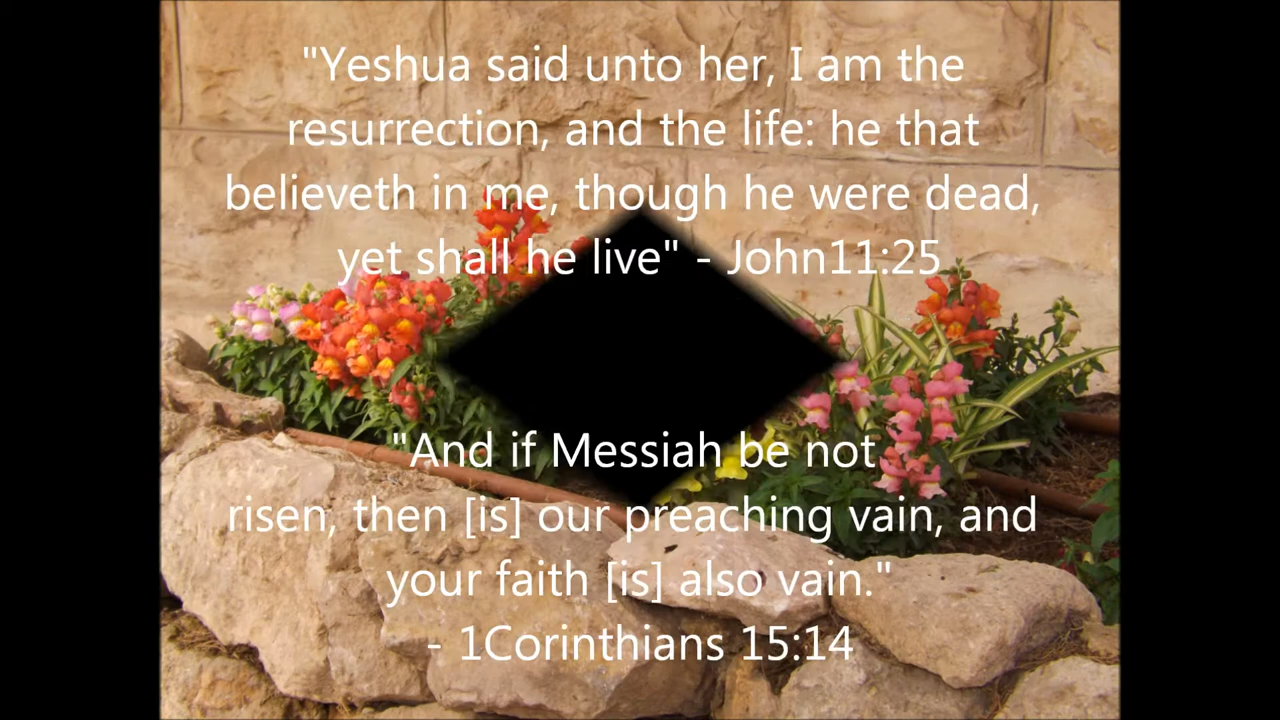 "Yeshua said unto her, I am the
resurrection, and the life: he that
believeth in me, though he were dead,
yet shall he live" - John11:25
"And if Messiah be not
risen, then [is] our preaching vain, and
your faith [is] also vain."
- 1Corinthians 15:14